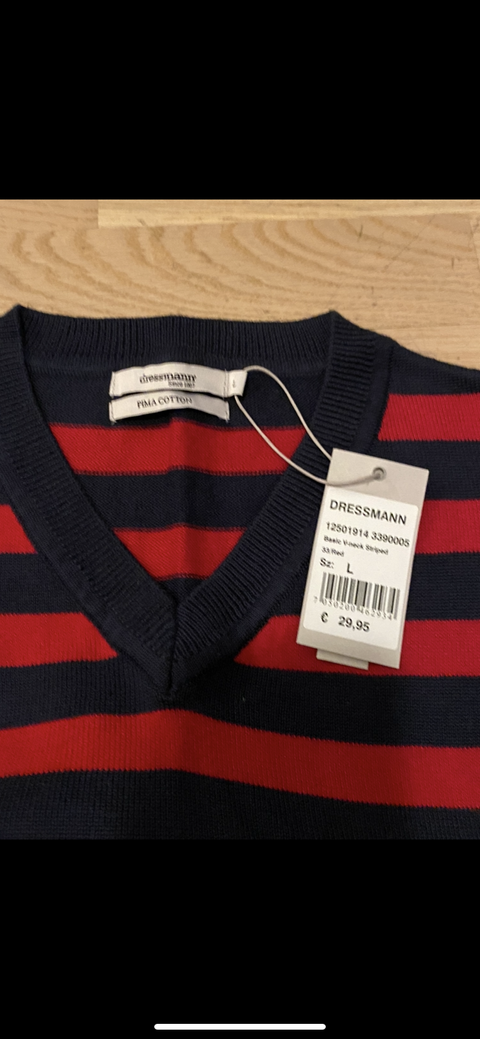 dressmann
SINCE 1967
L
PIMA COTTON
DRESSMANN
12501914 3390005
Basic V-neck Striped
33/Red
Sz: L
€ 29,95